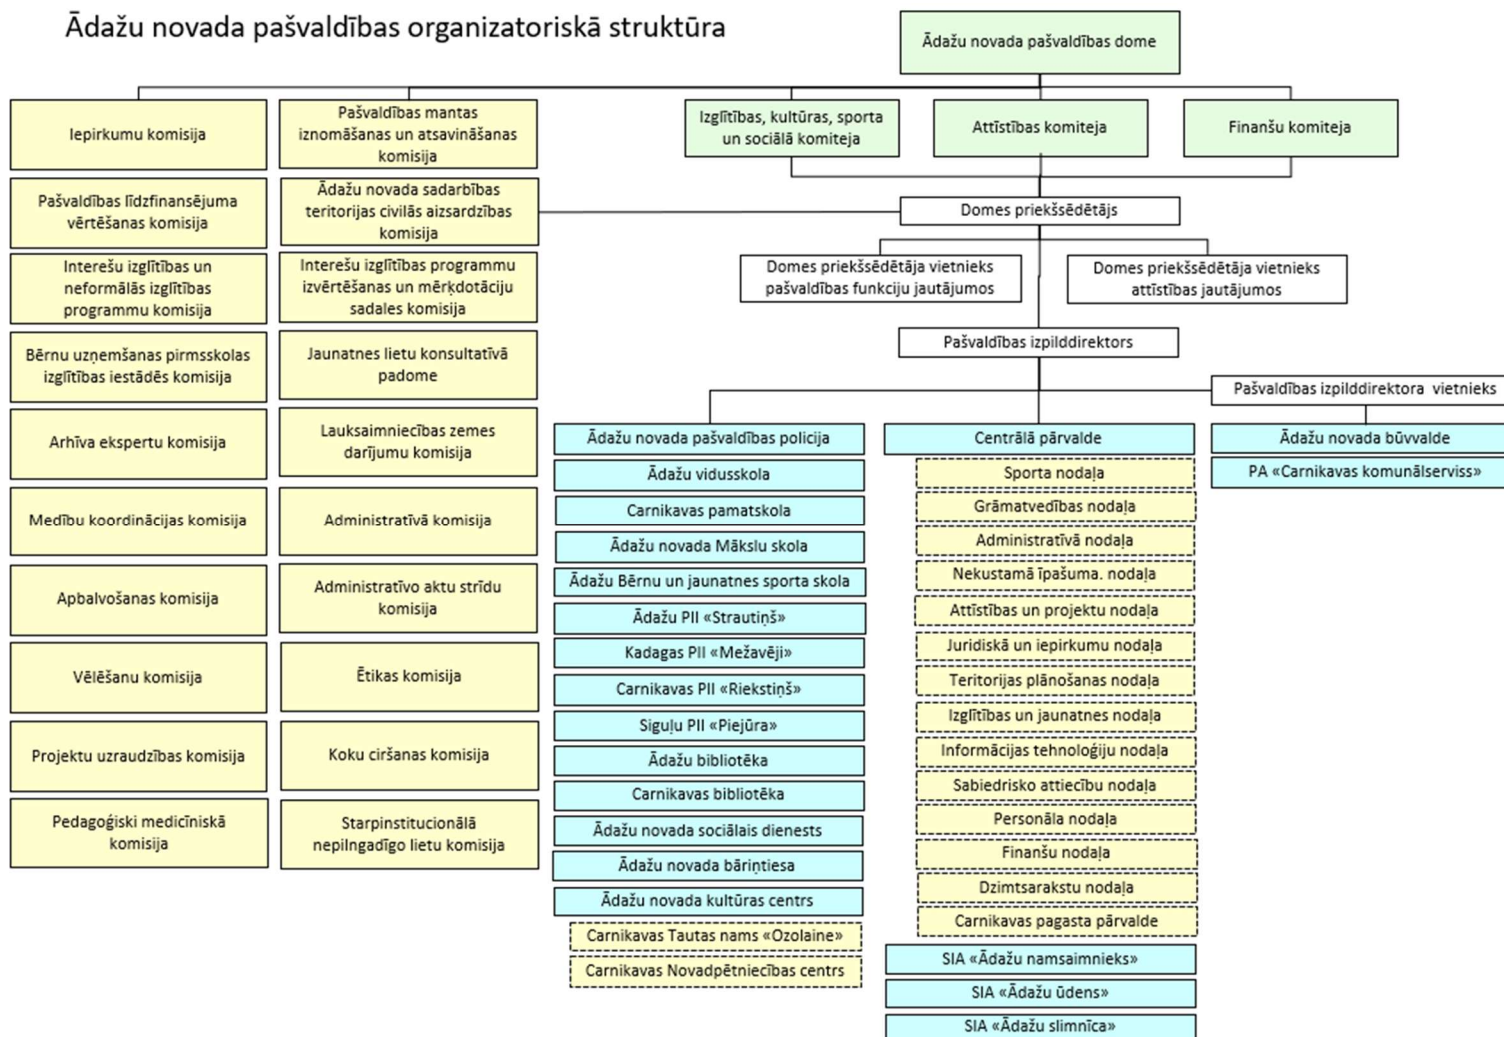 Ādažu novada pašvaldības organizatoriskā struktūra
Ādažu novada pašvaldības dome
Iepirkumu komisija
Pašvaldības mantas
iznomāšanas un atsavināšanas
komisija
Izglītības, kultūras, sporta
un sociālā komiteja
Attīstības komiteja
Finanšu komiteja
Pašvaldības līdzfinansējuma
vērtēšanas komisija
Ādažu novada sadarbības
teritorijas civilās aizsardzības
komisija
Domes priekšsēdētājs
Interešu izglītības un
neformālās izglītības
programmu komisija
Interešu izglītības programmu
izvērtēšanas un mērķdotāciju
sadales komisija
Domes priekšsēdētāja vietnieks
pašvaldības funkciju jautājumos
Domes priekšsēdētāja vietnieks
attīstības jautājumos
Bērnu uzņemšanas pirmsskolas
izglītības iestādēs komisija
Jaunatnes lietu konsultatīvā
padome
Pašvaldības izpilddirektors
Pašvaldības izpilddirektora vietnieks
Arhīva ekspertu komisija
Lauksaimniecības zemes
darījumu komisija
Medību koordinācijas komisija
Administratīvā komisija
Apbalvošanas komisija
Administratīvo aktu strīdu
komisija
Vēlēšanu komisija
Ētikas komisija
Projektu uzraudzības komisija
Koku ciršanas komisija
Pedagoģiski medicīniskā
komisija
Starpinstitucionālā
nepilngadīgo lietu komisija
Ādažu novada pašvaldības policija
Ādažu vidusskola
Carnikavas pamatskola
Ādažu novada Mākslu skola
Ādažu Bērnu un jaunatnes sporta skola
Ādažu PII «Strautiņš»
Kadagas PII «Mežavēji»
Carnikavas PII «Riekstiņš»
Siguļu PII «Piejūra»
Ādažu bibliotēka
Carnikavas bibliotēka
Ādažu novada sociālais dienests
Ādažu novada bāriņtiesa
Ādažu novada kultūras centrs
Carnikavas Tautas nams «Ozolaine»
Carnikavas Novadpētniecības centrs
Centrālā pārvalde
Sporta nodaļa
Grāmatvedības nodaļa
Administratīvā nodaļa
Nekustamā īpašuma. nodaļa
Attīstības un projektu nodaļa
Juridiskā un iepirkumu nodaļa
Teritorijas plānošanas nodaļa
Izglītības un jaunatnes nodaļa
Informācijas tehnoloģiju nodaļa
Sabiedrisko attiecību nodaļa
Personāla nodaļa
Finanšu nodaļa
Dzimtsarakstu nodaļa
Carnikavas pagasta pārvalde
SIA «Ādažu namsaimnieks»
SIA «Ādažu ūdens»
SIA «Ādažu slimnīca»
Ādažu novada būvvalde
PA «Carnikavas komunālserviss»